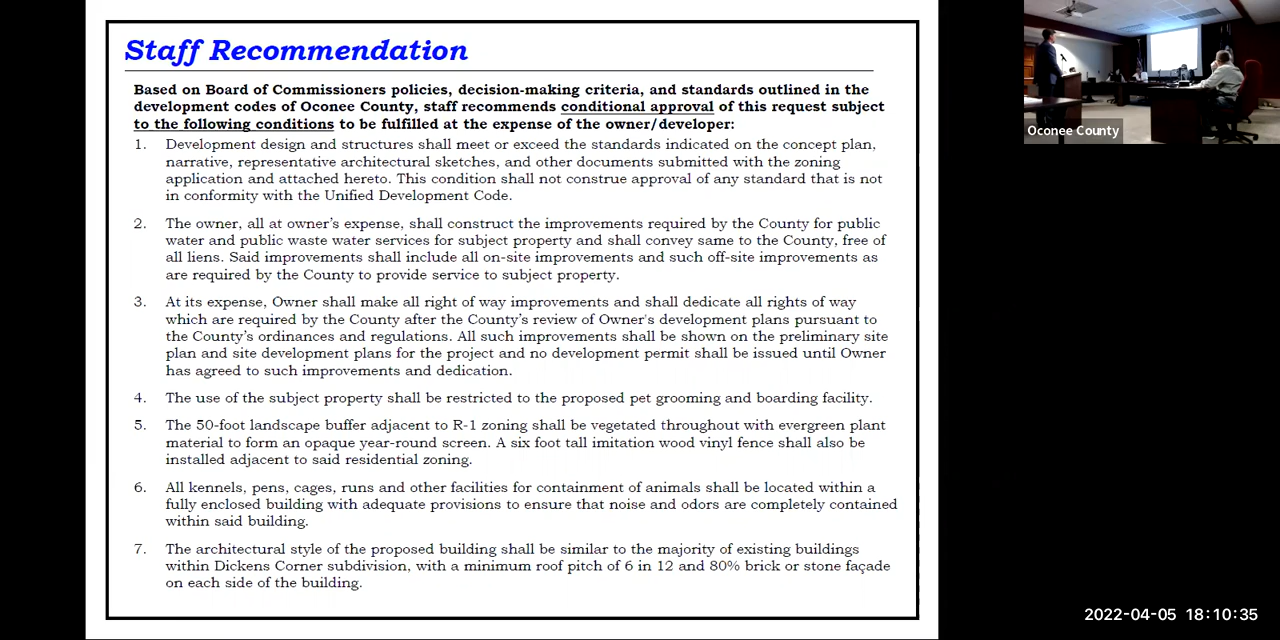 Staff Recommendation
Based on Board of Commissioners policies, decision-making criteria, and standards outlined in the
development codes of Oconee County, staff recommends conditional approval of this request subject
to the following conditions to be fulfilled at the expense of the owner/developer:
1. Development design and structures shall meet or exceed the standards indicated on the concept plan,
narrative, representative architectural sketches, and other documents submitted with the zoning
application and attached hereto. This condition shall not construe approval of any standard that is not
in conformity with the Unified Development Code.
2. The owner, all at owner's expense, shall construct the improvements required by the County for public
water and public waste water services for subject property and shall convey same to the County, free of
all liens. Said improvements shall include all on-site improvements and such off-site improvements as
are required by the County to provide service to subject property.
3. At its expense, Owner shall make all right of way improvements and shall dedicate all rights of way
which are required by the County after the County's review of Owner's development plans pursuant to
the County's ordinances and regulations. All such improvements shall be shown on the preliminary site
plan and site development plans for the project and no development permit shall be issued until Owner
has agreed to such improvements and dedication.
4. The use of the subject property shall be restricted to the proposed pet grooming and boarding facility.
5. The 50-foot landscape buffer adjacent to R-1 zoning shall be vegetated throughout with evergreen plant
material to form an opaque year-round screen. A six foot tall imitation wood vinyl fence shall also be
installed adjacent to said residential zoning.
6. All kennels, pens, cages, runs and other facilities for containment of animals shall be located within a
fully enclosed building with adequate provisions to ensure that noise and odors are completely contained
within said building.
7. The architectural style of the proposed building shall be similar to the majority of existing buildings
within Dickens Corner subdivision, with a minimum roof pitch of 6 in 12 and 80% brick or stone façade
on each side of the building.
Oconee County
2022-04-05 18:10:35